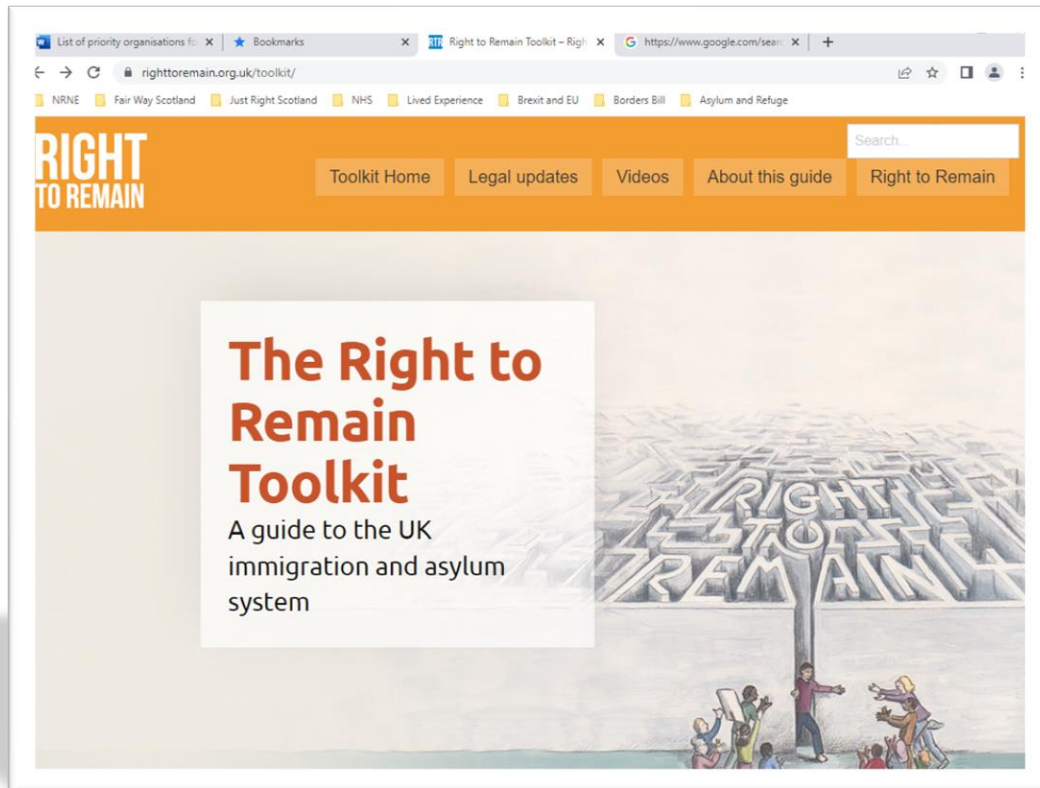 List of priority organisations fo
Bookmarks
RTR Right to Remain Toolkit – Righ
G https://www.google.com/sear
righttoremain.org.uk/toolkit/
NRNE Fair Way Scotland Just Right Scotland NHS Lived Experience Brexit and EU Borders Bill Asylum and Refuge
RIGHT
TO REMAIN
Search...
Toolkit Home Legal updates Videos About this guide Right to Remain
The Right to
Remain
Toolkit
A guide to the UK
immigration and asylum
system
RIGHT
TO
REMAIN